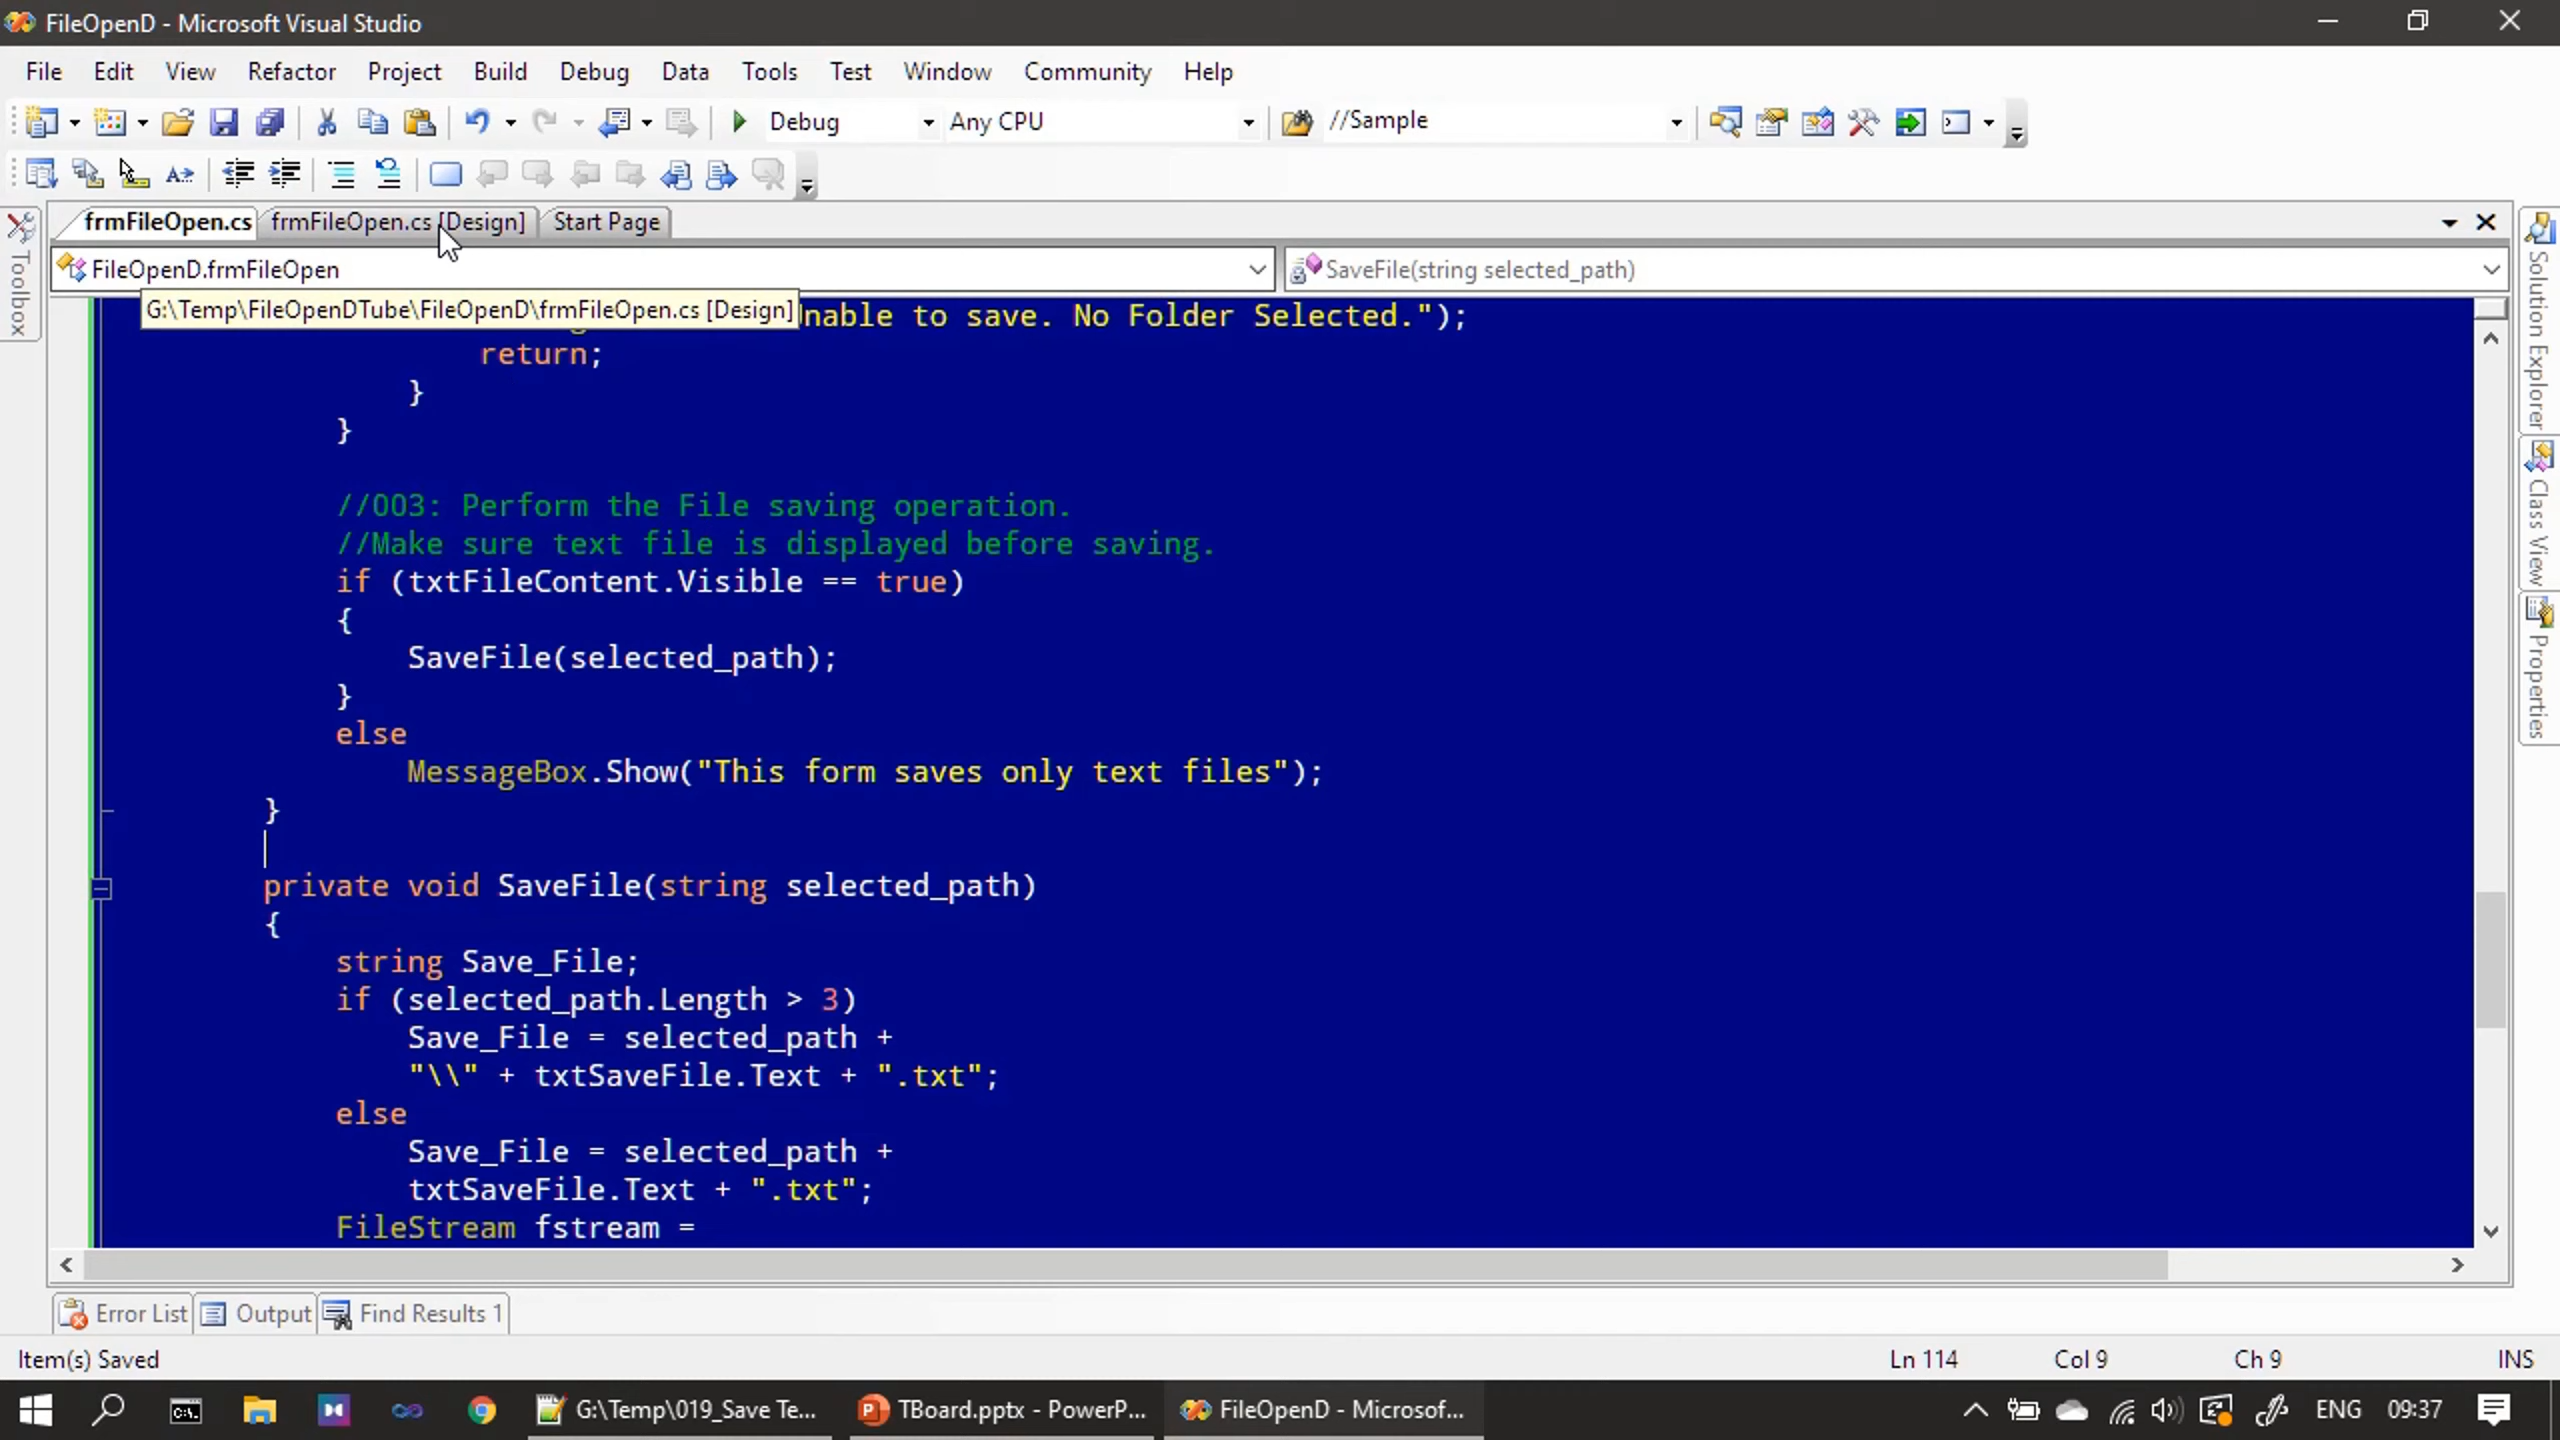 FileOpenD - Microsoft Visual Studio
File Edit View Refactor Project Build Debug Data Tools Test Window Community Help
Debug Any CPU //Sample
frmFileOpen.cs frmFileOpen.cs [Design] Start Page
FileOpenD.frmFileOpen SaveFile(string selected_path)
G:\Temp\FileOpenDTube\FileOpenD\frmFileOpen.cs [Design]
nable to save. No Folder Selected.");
return;
}
}
//003: Perform the File saving operation.
//Make sure text file is displayed before saving.
if (txtFileContent.Visible == true)
{
SaveFile(selected_path);
}
else
MessageBox.Show("This form saves only text files");
}
private void SaveFile(string selected_path)
{
string Save_File;
if (selected_path.Length > 3)
Save_File = selected_path +
"\\" + txtSaveFile.Text + ".txt";
else
Save_File = selected_path +
txtSaveFile.Text + ".txt";
FileStream fstream =
Toolbox
Solution Explorer
Class View
Properties
Error List Output Find Results 1
Item(s) Saved Ln 114 Col 9 Ch 9 INS
G:\Temp\019_Save Te... TBoard.pptx - PowerP... FileOpenD - Microsof... ENG 09:37